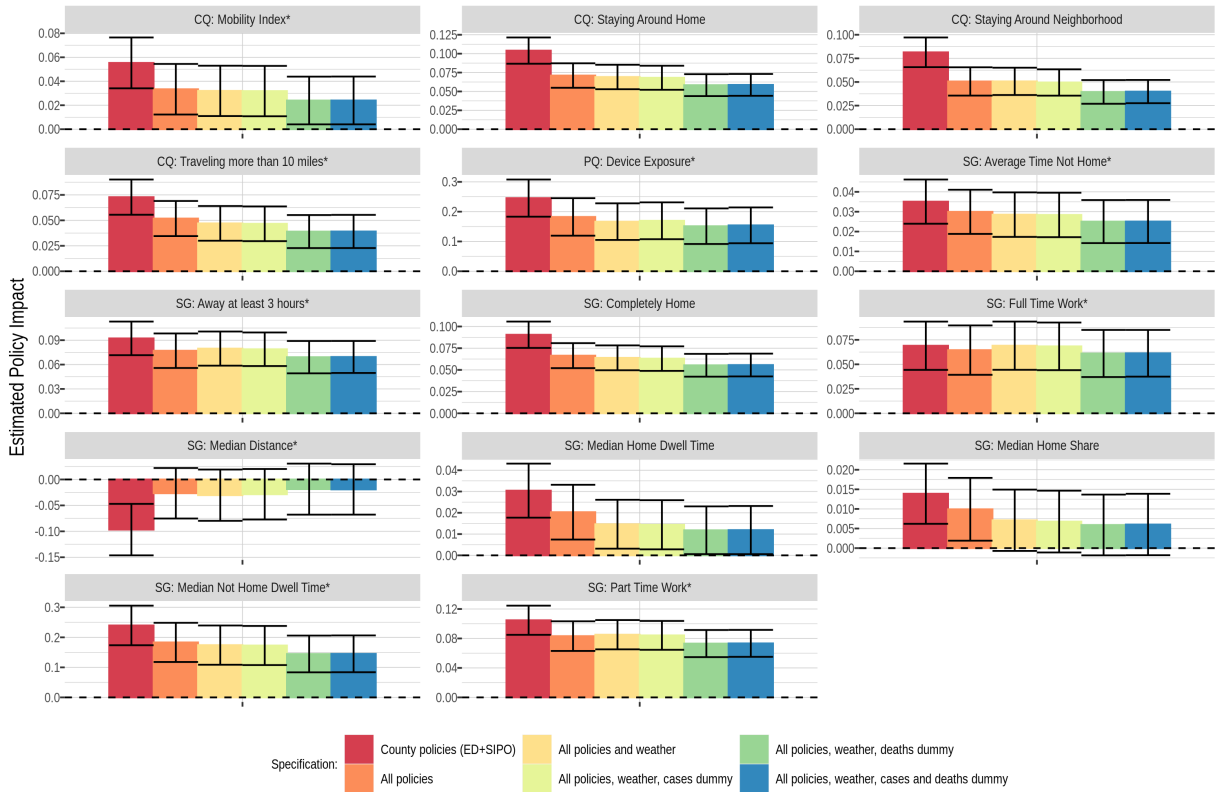 CQ: Mobility Index*
CQ: Staying Around Home
CQ: Staying Around Neighborhood
0.08
0.06
0.04
0.02
0.00
0.125
0.100
0.075
0.050
0.025
0.000
0.100
0.075
0.050
0.025
0.000
CQ: Traveling more than 10 miles*
PQ: Device Exposure*
SG: Average Time Not Home*
0.075
0.050
0.025
0.000
0.3
0.2
0.1
0.0
0.04
0.03
0.02
0.01
0.00
SG: Away at least 3 hours*
SG: Completely Home
SG: Full Time Work*
0.09
0.06
0.03
0.00
0.100
0.075
0.050
0.025
0.000
0.075
0.050
0.025
0.000
SG: Median Distance*
SG: Median Home Dwell Time
SG: Median Home Share
0.00
-0.05
-0.10
-0.15
0.04
0.03
0.02
0.01
0.00
0.020
0.015
0.010
0.005
0.000
SG: Median Not Home Dwell Time*
SG: Part Time Work*
0.3
0.2
0.1
0.0
0.12
0.08
0.04
0.00
Estimated Policy Impact
Specification:
County policies (ED+SIPO)
All policies
All policies and weather
All policies, weather, cases dummy
All policies, weather, deaths dummy
All policies, weather, cases and deaths dummy